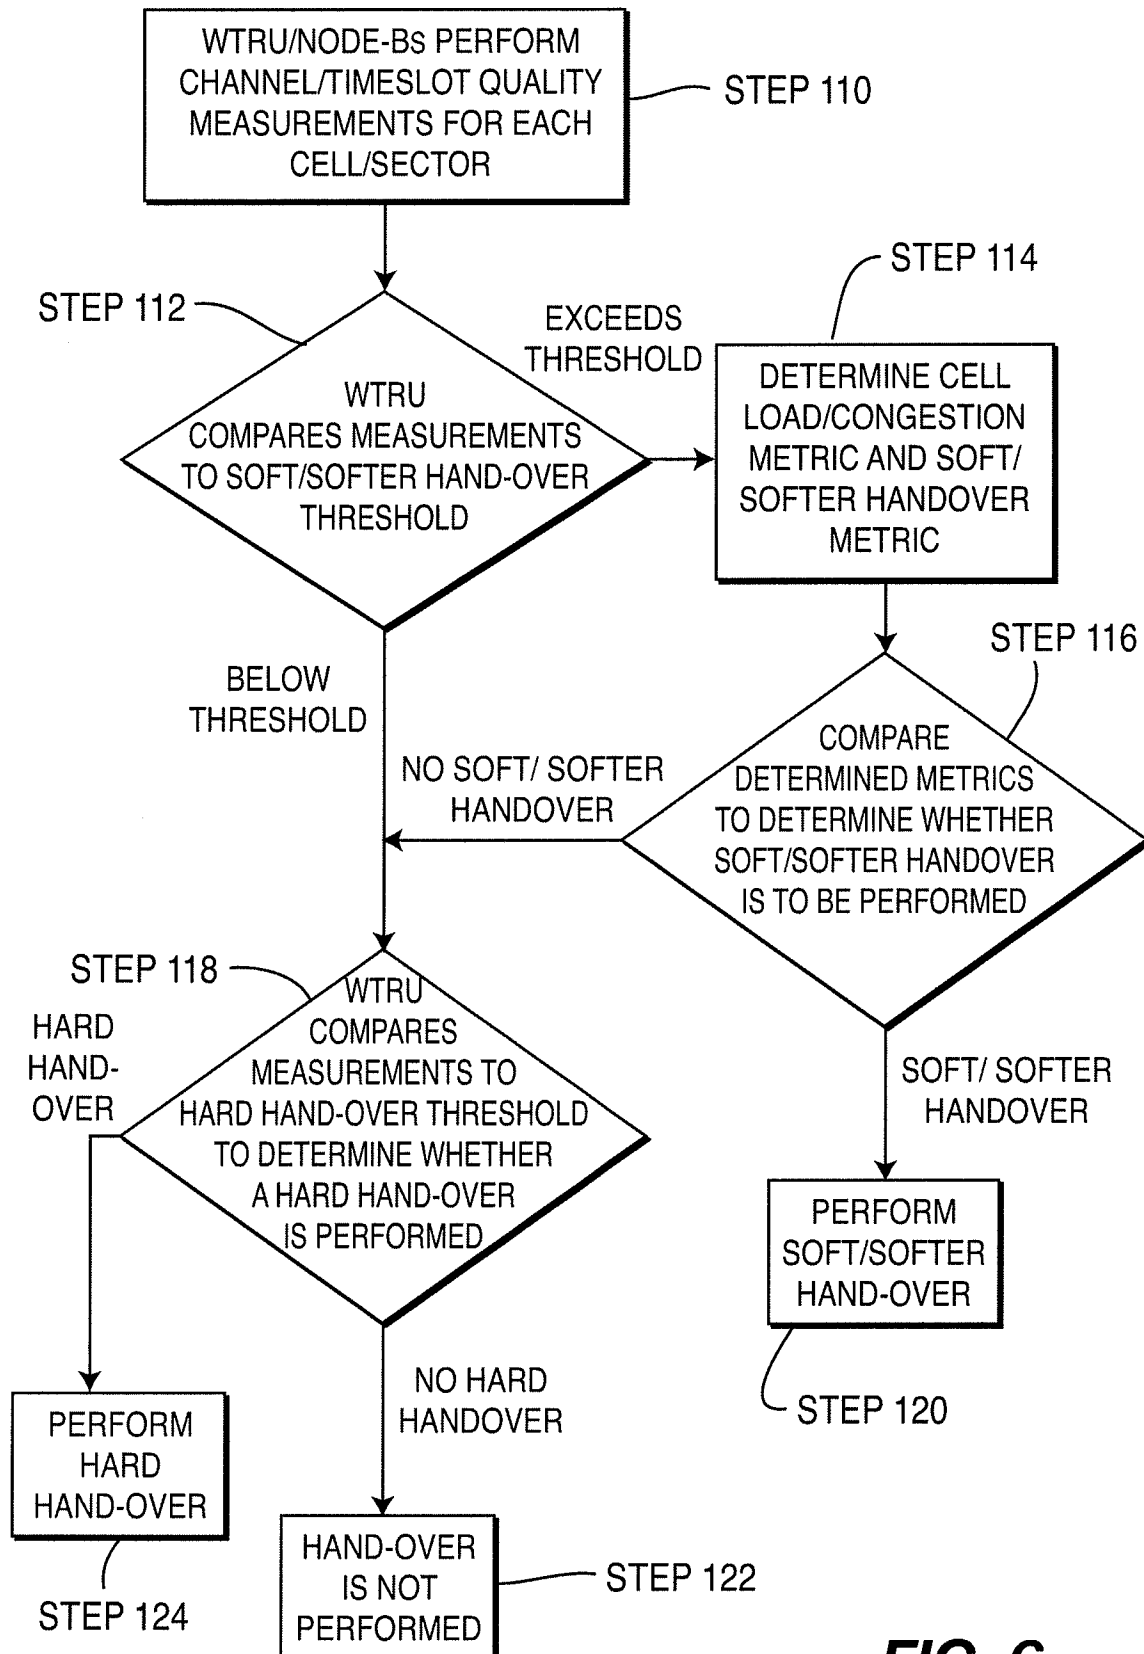 WTRU/NODE-Bs PERFORM
CHANNEL/TIMESLOT QUALITY
MEASUREMENTS FOR EACH
CELL/SECTOR
STEP 110
STEP 112
WTRU
COMPARES MEASUREMENTS
TO SOFT/SOFTER HAND-OVER
THRESHOLD
EXCEEDS
THRESHOLD
STEP 114
DETERMINE CELL
LOAD/CONGESTION
METRIC AND SOFT/
SOFTER HANDOVER
METRIC
BELOW
THRESHOLD
STEP 116
COMPARE
DETERMINED METRICS
TO DETERMINE WHETHER
SOFT/SOFTER HANDOVER
IS TO BE PERFORMED
NO SOFT/ SOFTER
HANDOVER
STEP 118
WTRU
COMPARES
MEASUREMENTS TO
HARD HAND-OVER THRESHOLD
TO DETERMINE WHETHER
A HARD HAND-OVER
IS PERFORMED
HARD
HAND-
OVER
SOFT/ SOFTER
HANDOVER
PERFORM
SOFT/SOFTER
HAND-OVER
STEP 120
NO HARD
HANDOVER
PERFORM
HARD
HAND-OVER
STEP 124
HAND-OVER
IS NOT
PERFORMED
STEP 122
FIG. 6